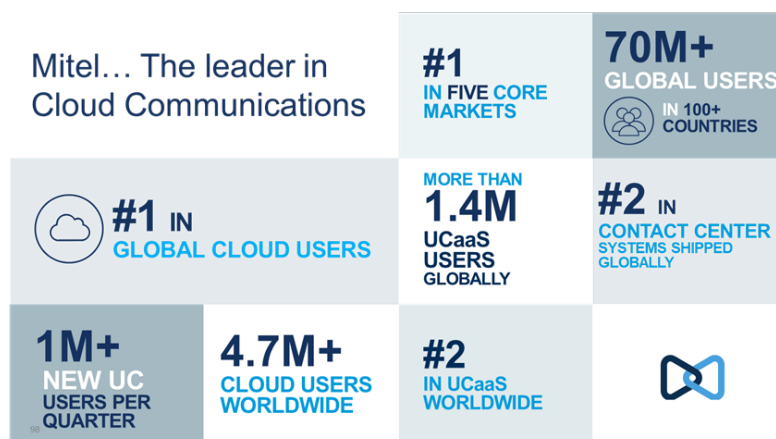 Mitel… The leader in
Cloud Communications
#1
IN FIVE CORE
MARKETS
70M+
GLOBAL USERS
IN 100+
COUNTRIES
#1 IN
GLOBAL CLOUD USERS
MORE THAN
1.4M
UCaaS
USERS
GLOBALLY
#2 IN
CONTACT CENTER
SYSTEMS SHIPPED
GLOBALLY
1M+
NEW UC
USERS PER
QUARTER
4.7M+
CLOUD USERS
WORLDWIDE
#2
IN UCaaS
WORLDWIDE
98